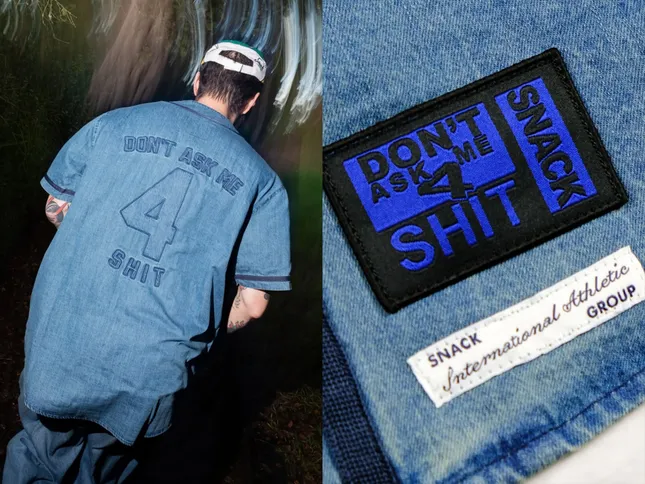 DON'T ASK ME
4
SHIT
DON'T
ASK ME
4
SHIT
SNACK
SNACK
International Athletic
GROUP